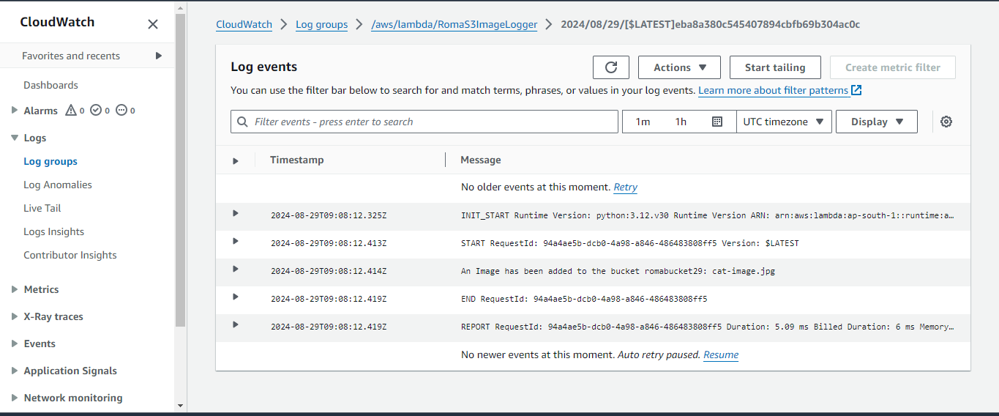 CloudWatch
Favorites and recents
Dashboards
Alarms 0 0 0
Logs
Log groups
Log Anomalies
Live Tail
Logs Insights
Contributor Insights
Metrics
X-Ray traces
Events
Application Signals
Network monitoring
CloudWatch Log groups /aws/lambda/RomaS3ImageLogger 2024/08/29/[$LATEST]eba8a380c545407894cbfb69b304ac0c
Log events
Actions Start tailing Create metric filter
You can use the filter bar below to search for and match terms, phrases, or values in your log events. Learn more about filter patterns
Filter events - press enter to search 1m 1h UTC timezone Display
Timestamp Message
No older events at this moment. Retry
2024-08-29T09:08:12.325Z INIT_START Runtime Version: python:3.12.v30 Runtime Version ARN: arn:aws:lambda:ap-south-1::runtime:a…
2024-08-29T09:08:12.413Z START RequestId: 94a4ae5b-dcb0-4a98-a846-486483808ff5 Version: $LATEST
2024-08-29T09:08:12.414Z An Image has been added to the bucket romabucket29: cat-image.jpg
2024-08-29T09:08:12.419Z END RequestId: 94a4ae5b-dcb0-4a98-a846-486483808ff5
2024-08-29T09:08:12.419Z REPORT RequestId: 94a4ae5b-dcb0-4a98-a846-486483808ff5 Duration: 5.09 ms Billed Duration: 6 ms Memory…
No newer events at this moment. Auto retry paused. Resume